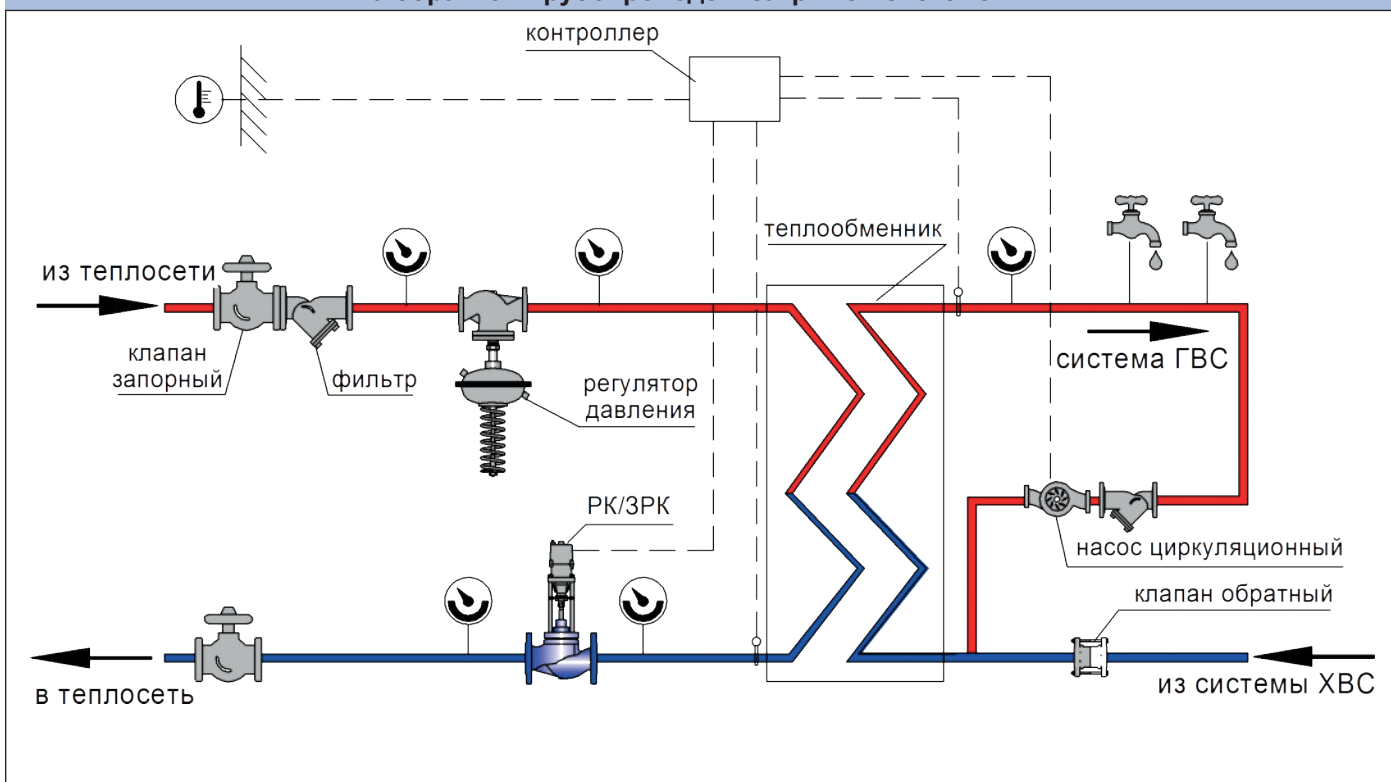 контроллер
теплообменник
из теплосети
клапан
запорный
фильтр
регулятор
давления
система ГВС
РК/ЗРК
насос циркуляционный
клапан обратный
в теплосеть
из системы ХВС